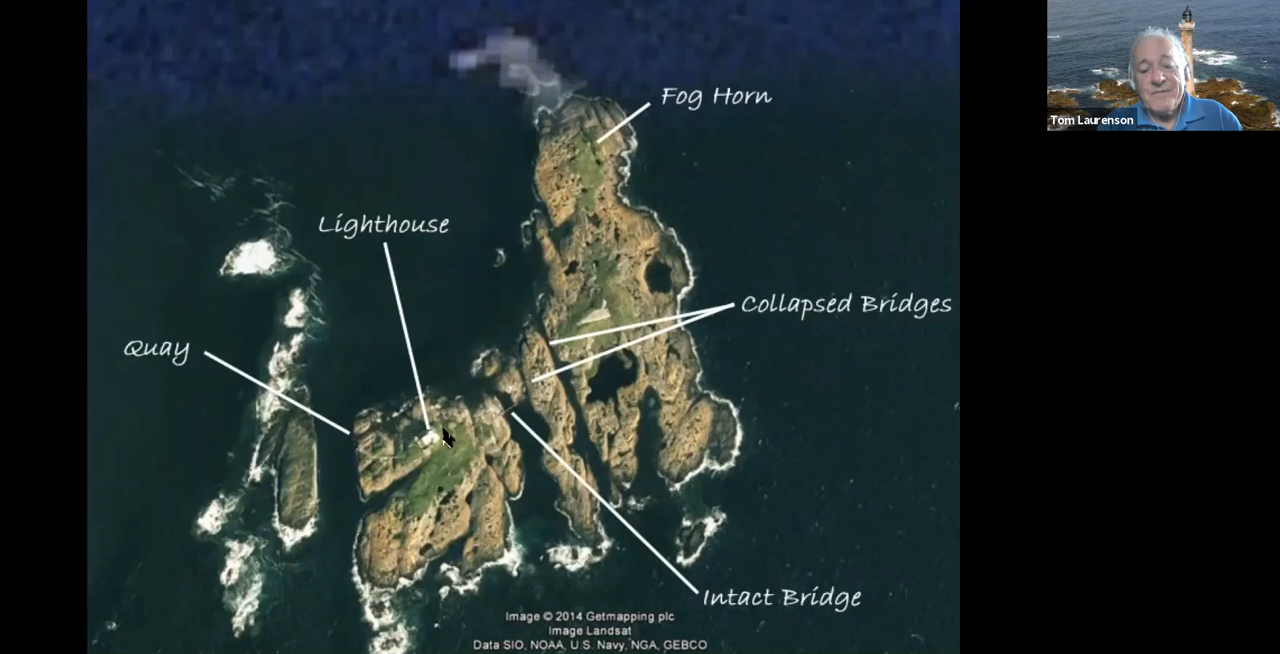 Fog Horn
Tom Laurenson
Lighthouse
Collapsed Bridges
Quay
Intact Bridge
Image © 2014 Getmapping plc
Image Landsat
Data SIO, NOAA, U.S. Navy, NGA, GEBCO